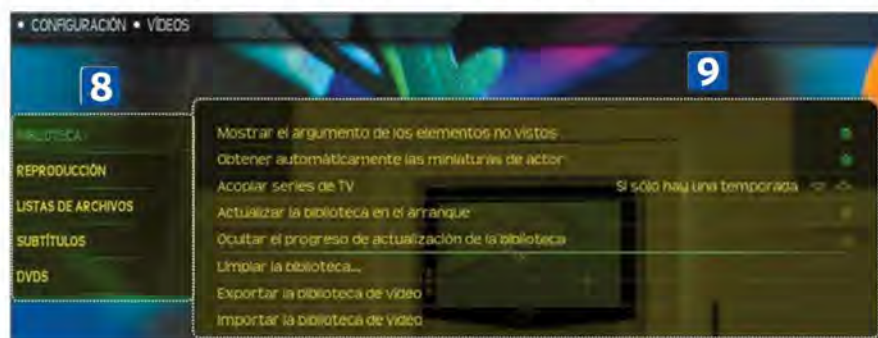 • CONFIGURACIÓN • VÍDEOS
8
9
BIBLIOTECA
REPRODUCCIÓN
LISTAS DE ARCHIVOS
SUBTÍTULOS
DVDS
Mostrar el argumento de los elementos no vistos
Obtener automáticamente las miniaturas de actor
Acoplar series de TV Si sólo hay una temporada
Actualizar la biblioteca en el arranque
Ocultar el progreso de actualización de la biblioteca
Limpiar la biblioteca...
Exportar la biblioteca de vídeo
Importar la biblioteca de vídeo